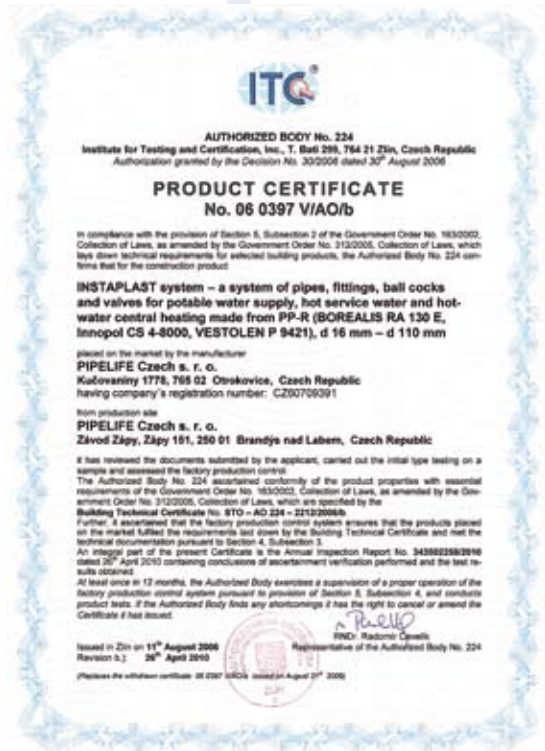 ITC®
AUTHORIZED BODY No. 224
Institute for Testing and Certification, Inc., T. Bati 299, 764 21 Zlín, Czech Republic
Authorization granted by the Decision No. 30/2006 dated 30th August 2006
PRODUCT CERTIFICATE
No. 06 0397 V/AO/b
In compliance with the provision of Section 5, Subsection 2 of the Government Order No. 163/2002,
Collection of Laws, as amended by the Government Order No. 312/2005, Collection of Laws, which
lays down technical requirements for selected building products, the Authorized Body No. 224 con-
firms that for the construction product
INSTAPLAST system – a system of pipes, fittings, ball cocks
and valves for potable water supply, hot service water and hot-
water central heating made from PP-R (BOREALIS RA 130 E,
Innopol CS 4-8000, VESTOLEN P 9421), d 16 mm – d 110 mm
placed on the market by the manufacturer
PIPELIFE Czech s. r. o.
Kučovaniny 1778, 765 02 Otrokovice, Czech Republic
having company's registration number: CZ60709391
from production site
PIPELIFE Czech s. r. o.
Závod Zápy, Zápy 151, 250 01 Brandýs nad Labem, Czech Republic
it has reviewed the documents submitted by the applicant, carried out the initial type testing on a
sample and assessed the factory production control.
The Authorized Body No. 224 ascertained conformity of the product properties with essential
requirements of the Government Order No. 163/2002, Collection of Laws, as amended by the Gov-
ernment Order No. 312/2005, Collection of Laws, which are specified by the
Building Technical Certificate No. STO – AO 224 – 2212/2006/b
Further, it ascertained that the factory production control system ensures that the products placed
on the market fulfilled the requirements laid down by the Building Technical Certificate and met the
technical documentation pursuant to Section 4, Subsection 3.
An integral part of the present Certificate is the Annual Inspection Report No. 343502259/2010
dated 26th April 2010 containing conclusions of ascertainment verification performed and the test re-
sults obtained.
At least once in 12 months, the Authorized Body exercises a supervision of a proper operation of the
factory production control system pursuant to provision of Section 5, Subsection 4, and conducts
product tests. If the Authorized Body finds any shortcomings it has the right to cancel or amend the
Certificate it has issued.
RNDr. Radomír Čevelík
Issued in Zlín on 11th August 2006
Representative of the Authorized Body No. 224
Revision b.): 26th April 2010
(Replaces the withdrawn certificate 06 0397 issued on August 2006)